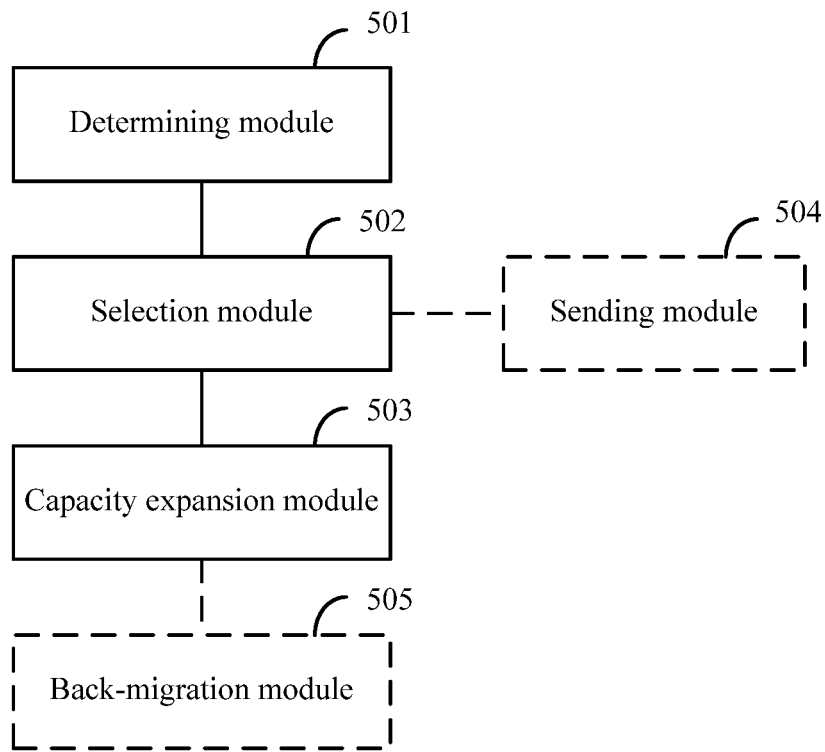 501
Determining module
502
Selection module
504
Sending module
503
Capacity expansion module
505
Back-migration module